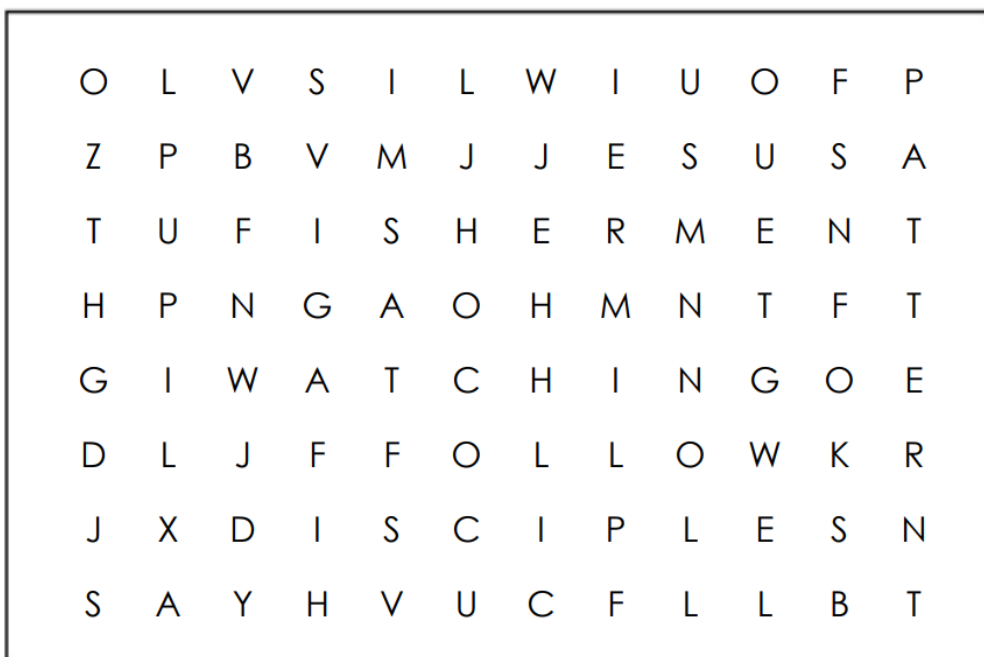 O L V S I L W I U O F P
Z P B V M J J E S U S A
T U F I S H E R M E N T
H P N G A O H M N T F T
G I W A T C H I N G O E
D L J F F O L L O W K R
J X D I S C I P L E S N
S A Y H V U C F L L B T